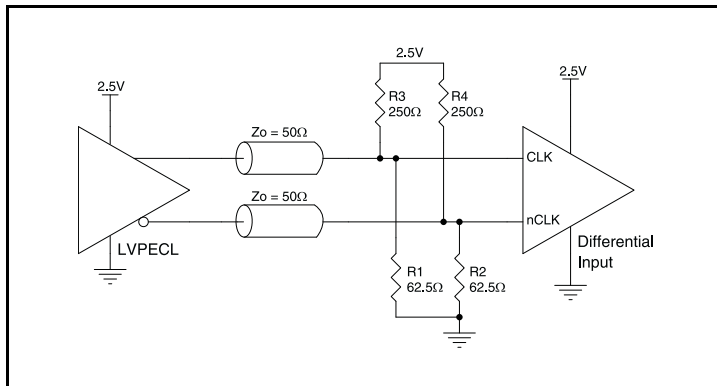 2.5V
2.5V
2.5V
R3
250Ω
R4
250Ω
Zo = 50Ω
CLK
Zo = 50Ω
nCLK
LVPECL
Differential
Input
R1
62.5Ω
R2
62.5Ω